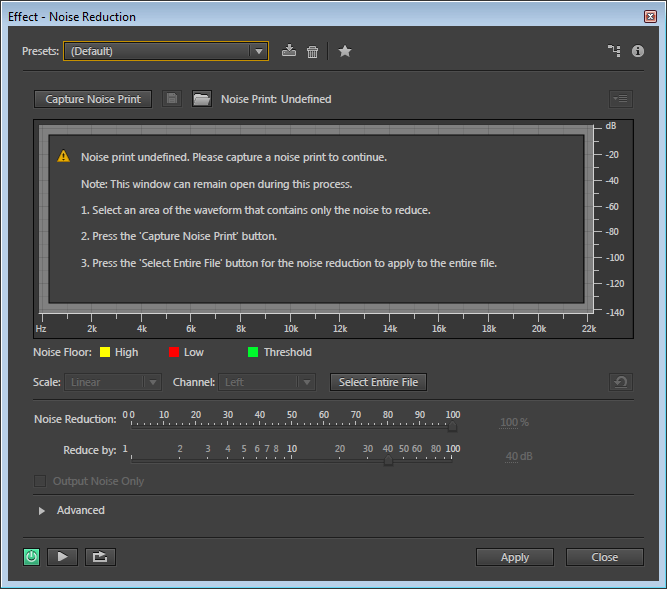 Effect - Noise Reduction
Presets: (Default)
Capture Noise Print Noise Print: Undefined
dB
Noise print undefined. Please capture a noise print to continue.
Note: This window can remain open during this process.
1. Select an area of the waveform that contains only the noise to reduce.
2. Press the 'Capture Noise Print' button.
3. Press the 'Select Entire File' button for the noise reduction to apply to the entire file.
-20
-40
-60
-80
-100
-120
-140
Hz 2k 4k 6k 8k 10k 12k 14k 16k 18k 20k 22k
Noise Floor: High Low Threshold
Scale: Linear Channel: Left Select Entire File
Noise Reduction: 0 0 10 20 30 40 50 60 70 80 90 100 100 %
Reduce by: 1 2 3 4 5 6 7 8 10 20 30 40 50 60 80 100 40 dB
Output Noise Only
Advanced
Apply Close